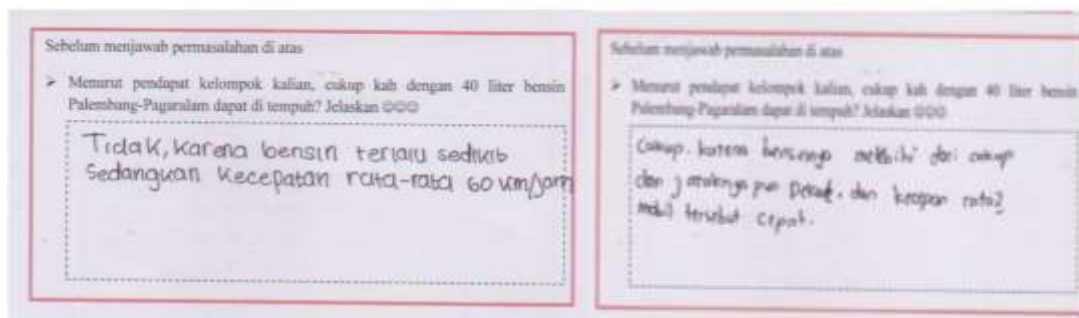 Sebelum menjawab permasalahan di atas
➤ Menurut pendapat kelompok kalian, cukup kah dengan 40 liter bensin
Palembang-Pagaralam dapat di tempuh? Jelaskan ☺☺☺
Tidak, karena bensin terlalu sedikit
Sedangkan kecepatan rata-rata 60 km/jam
Sebelum menjawab permasalahan di atas
➤ Menurut pendapat kelompok kalian, cukup kah dengan 40 liter bensin
Palembang-Pagaralam dapat di tempuh? Jelaskan ☺☺☺
Cukup. karena bensinnya melebihi dari cukup
dan jaraknya pun dekat. dan rata2
mobil tersebut cepat.